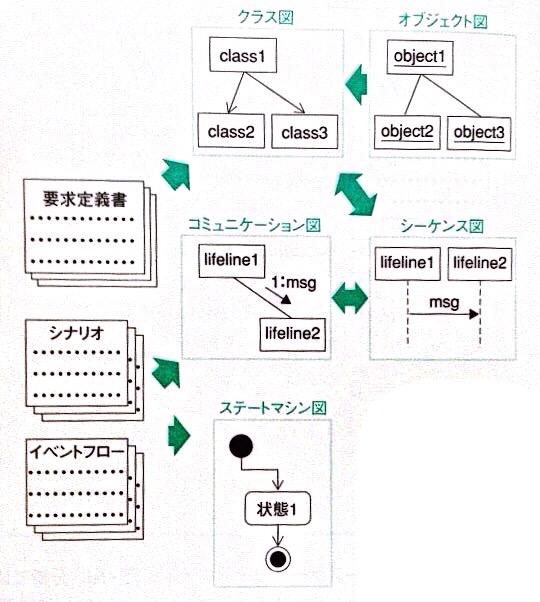 クラス図
オブジェクト図
class1
object1
class2
class3
object2
object3
要求定義書
コミュニケーション図
シーケンス図
lifeline1
1:msg
lifeline2
lifeline1
lifeline2
msg
シナリオ
イベントフロー
ステートマシン図
状態1